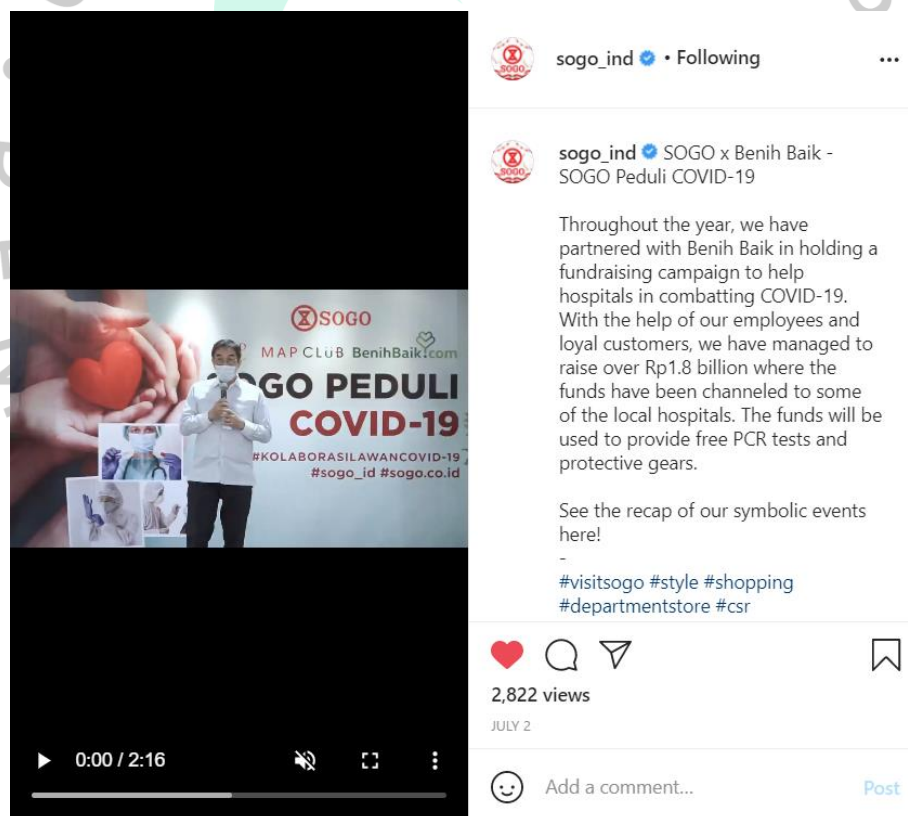 SOGO
MAP CLUB BenihBaik.com
OGO PEDULI
COVID-19
#KOLABORASILAWANCOVID-19
#sogo_id #sogo.co.id
0:00 / 2:16
SOGO
sogo_ind • Following
SOGO
sogo_ind SOGO x Benih Baik -
SOGO Peduli COVID-19
Throughout the year, we have
partnered with Benih Baik in holding a
fundraising campaign to help
hospitals in combatting COVID-19.
With the help of our employees and
loyal customers, we have managed to
raise over Rp1.8 billion where the
funds have been channeled to some
of the local hospitals. The funds will be
used to provide free PCR tests and
protective gears.
See the recap of our symbolic events
here!
-
#visitsogo #style #shopping
#departmentstore #csr
2,822 views
JULY 2
Add a comment...
Post